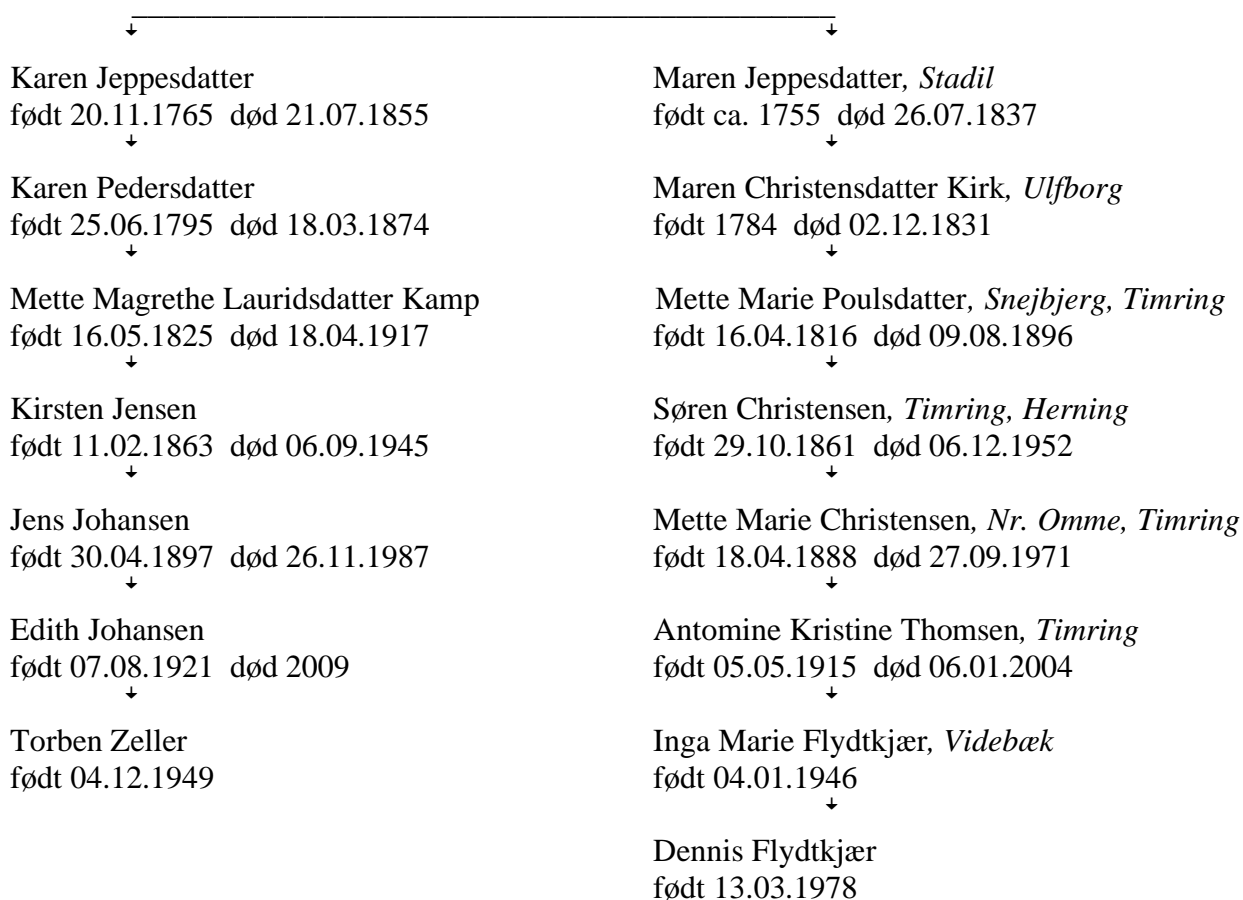 Karen Jeppesdatter
født 20.11.1765 død 21.07.1855
Karen Pedersdatter
født 25.06.1795 død 18.03.1874
Mette Magrethe Lauridsdatter Kamp
født 16.05.1825 død 18.04.1917
Kirsten Jensen
født 11.02.1863 død 06.09.1945
Jens Johansen
født 30.04.1897 død 26.11.1987
Edith Johansen
født 07.08.1921 død 2009
Torben Zeller
født 04.12.1949
Maren Jeppesdatter, Stadil
født ca. 1755 død 26.07.1837
Maren Christensdatter Kirk, Ulfborg
født 1784 død 02.12.1831
Mette Marie Poulsdatter, Snejbjerg, Timring
født 16.04.1816 død 09.08.1896
Søren Christensen, Timring, Herning
født 29.10.1861 død 06.12.1952
Mette Marie Christensen, Nr. Omme, Timring
født 18.04.1888 død 27.09.1971
Antomine Kristine Thomsen, Timring
født 05.05.1915 død 06.01.2004
Inga Marie Flydtkjær, Videbæk
født 04.01.1946
Dennis Flydtkjær
født 13.03.1978